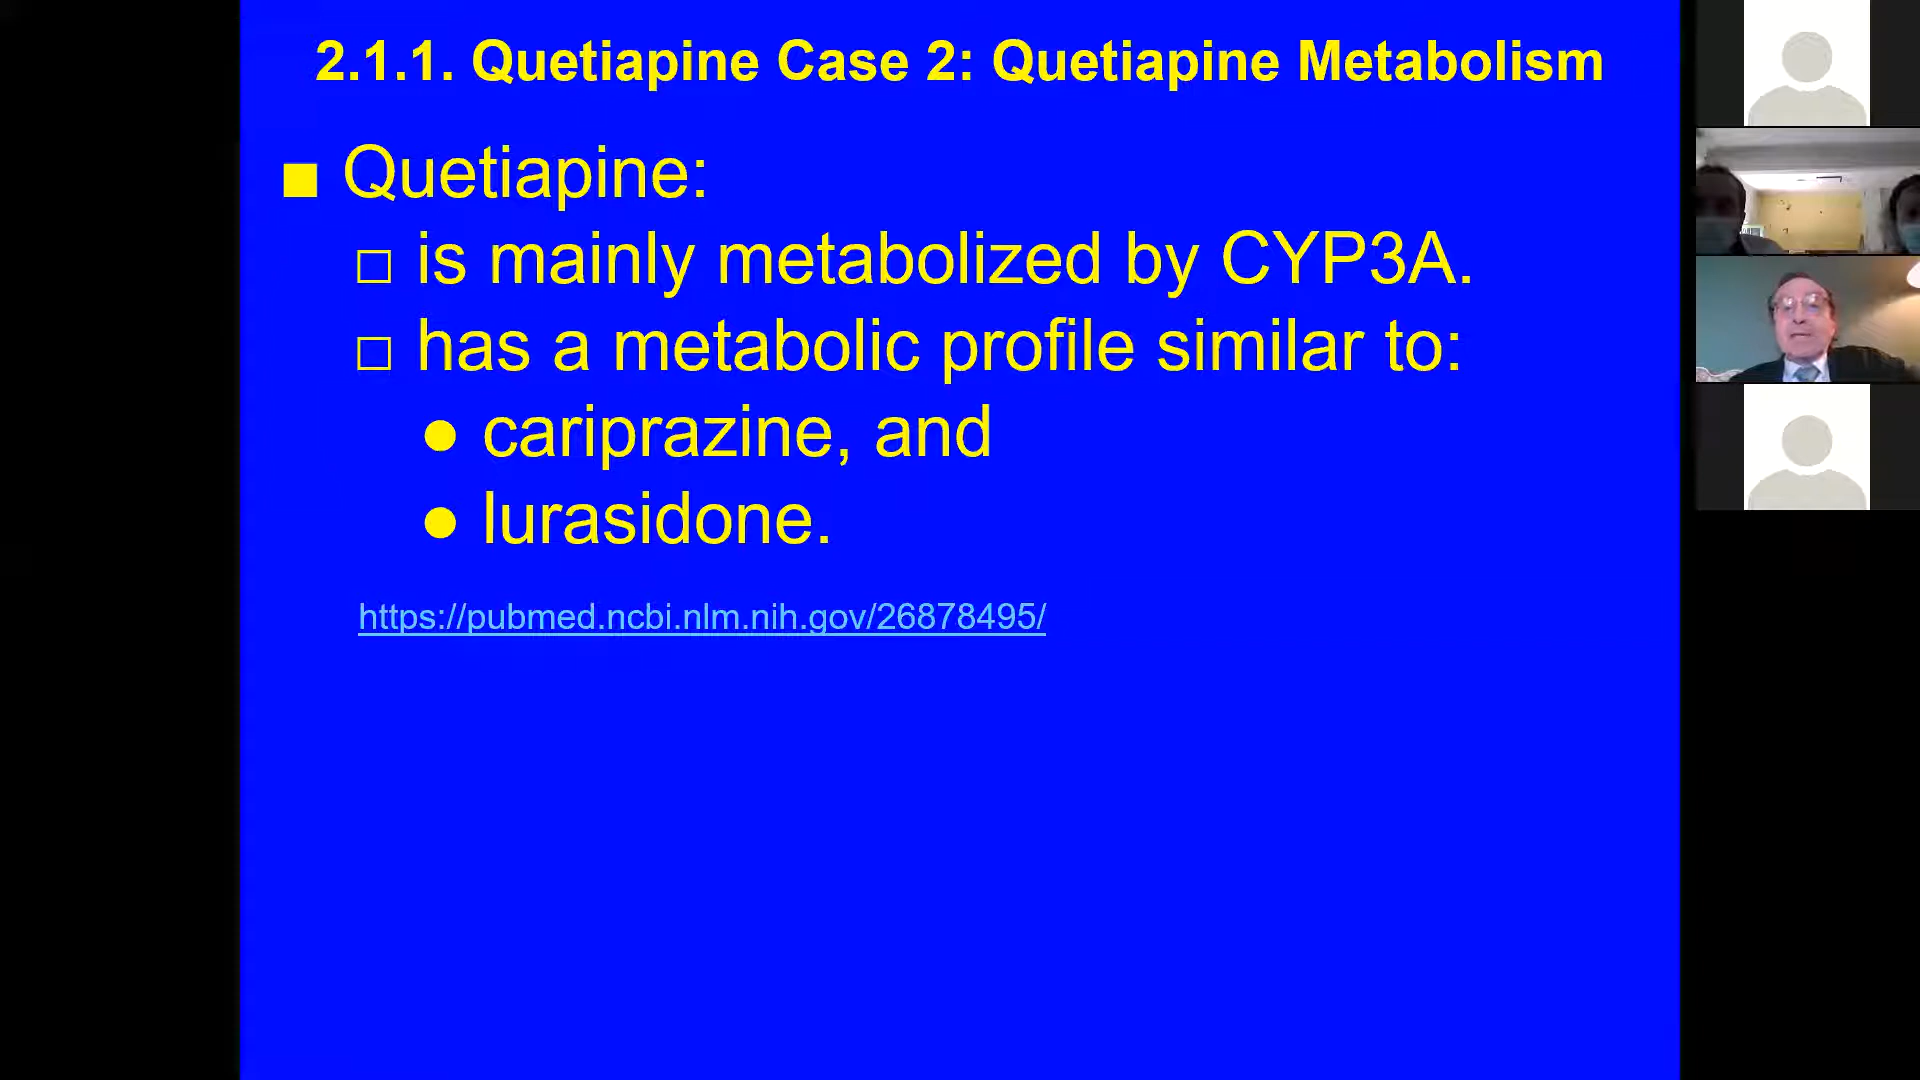 2.1.1. Quetiapine Case 2: Quetiapine Metabolism
■ Quetiapine:
□ is mainly metabolized by CYP3A.
□ has a metabolic profile similar to:
● cariprazine, and
● lurasidone.
https://pubmed.ncbi.nlm.nih.gov/26878495/